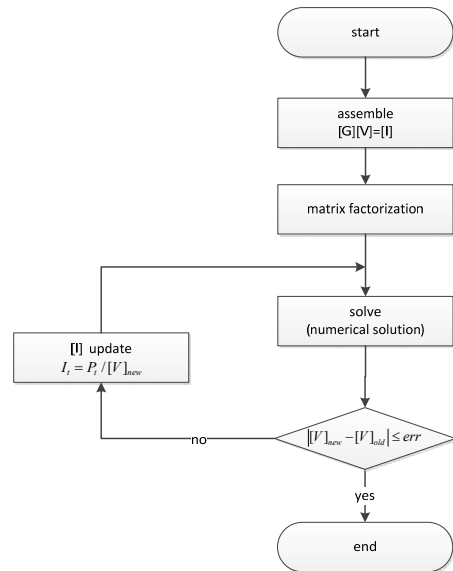 start
assemble
[G][V]=[I]
matrix factorization
solve
(numerical solution)
[I] update
I_t = P_t /[V]_new
|[V]_new −[V]_old| ≤ err
no
yes
end